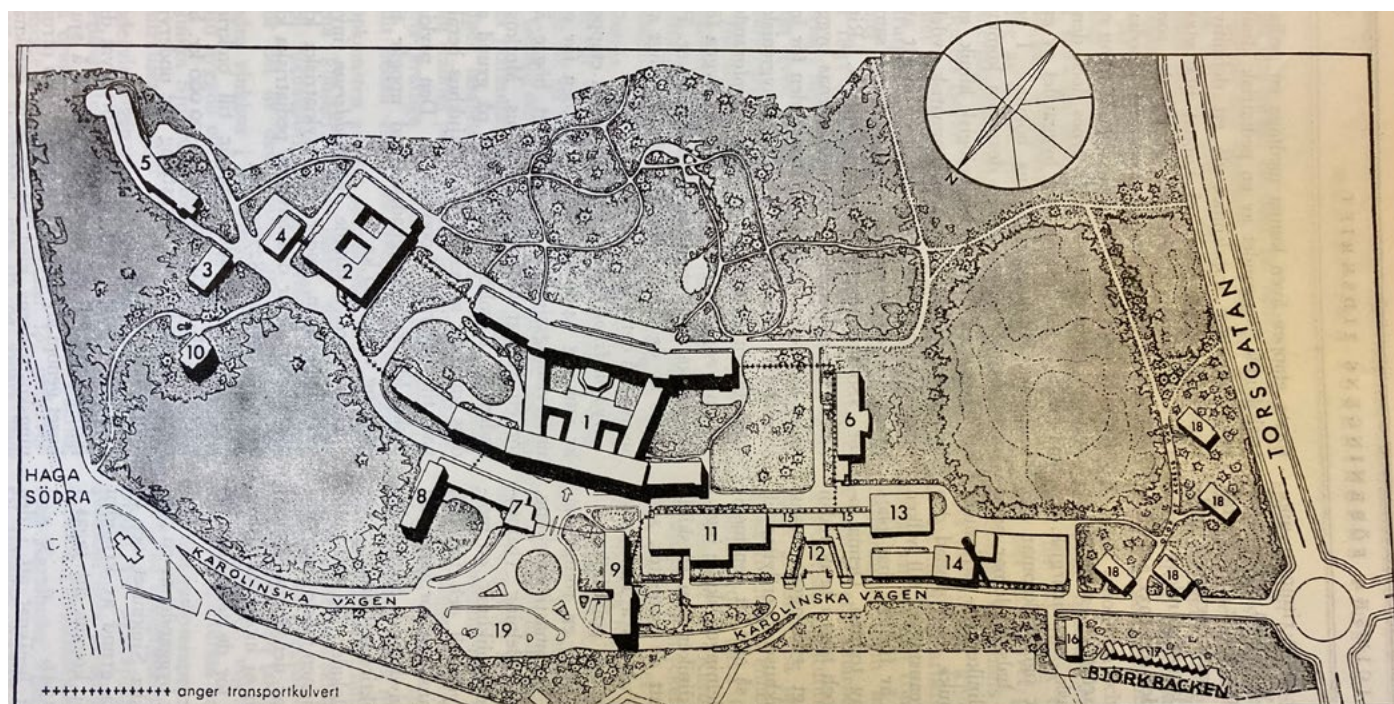 N
5
4
3
2
10
1
6
18
TORSGATAN
HAGA
SÖDRA
8
7
18
11
15
15
13
9
12
14
18
18
KAROLINSKA VÄGEN
KAROLINSKA VÄGEN
19
16
17
BJÖRKBACKEN
+++++++++++++++ anger transportkulvert